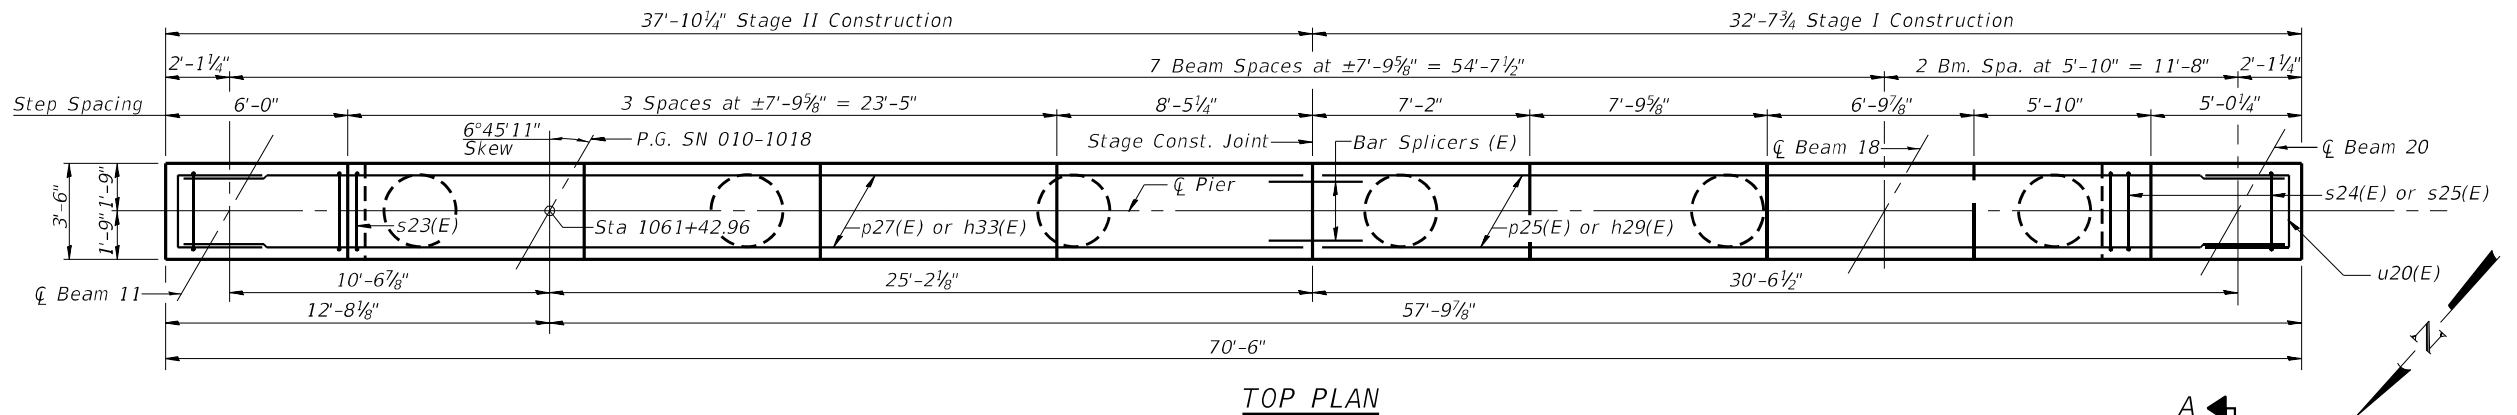 37'-10¼" Stage II Construction
32'-7¾ Stage I Construction
2'-1¼"
7 Beam Spaces at ±7'-9⅝" = 54'-7½"
2 Bm. Spa. at 5'-10" = 11'-8"
2'-1¼"
Step Spacing
6'-0"
3 Spaces at ±7'-9⅝" = 23'-5"
8'-5¼"
7'-2"
7'-9⅝"
6'-9⅞"
5'-10"
5'-0¼"
6°45'11"
Skew
P.G. SN 010-1018
Stage Const. Joint
Bar Splicers (E)
℄ Beam 18
℄ Beam 20
3'-6"
1'-9"
1'-9"
℄ Pier
s24(E) or s25(E)
s23(E)
Sta 1061+42.96
p27(E) or h33(E)
p25(E) or h29(E)
u20(E)
℄ Beam 11
10'-6⅞"
25'-2⅛"
30'-6½"
12'-8⅛"
57'-9⅞"
70'-6"
N
TOP PLAN
A